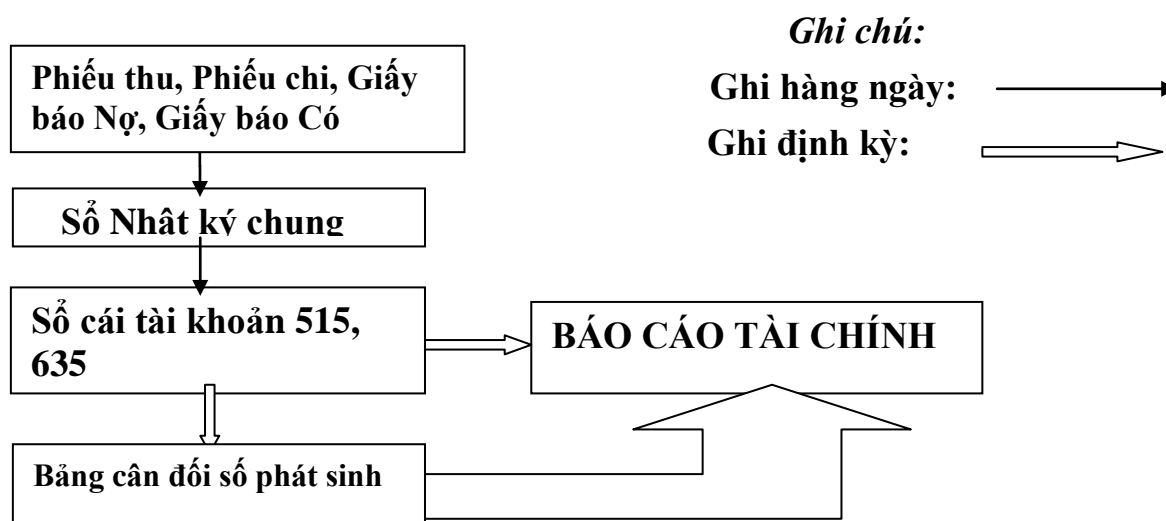 Phiếu thu, Phiếu chi, Giấy
báo Nợ, Giấy báo Có
Sổ Nhật ký chung
Sổ cái tài khoản 515,
635
Bảng cân đối số phát sinh
BÁO CÁO TÀI CHÍNH
Ghi chú:
Ghi hàng ngày:
Ghi định kỳ: